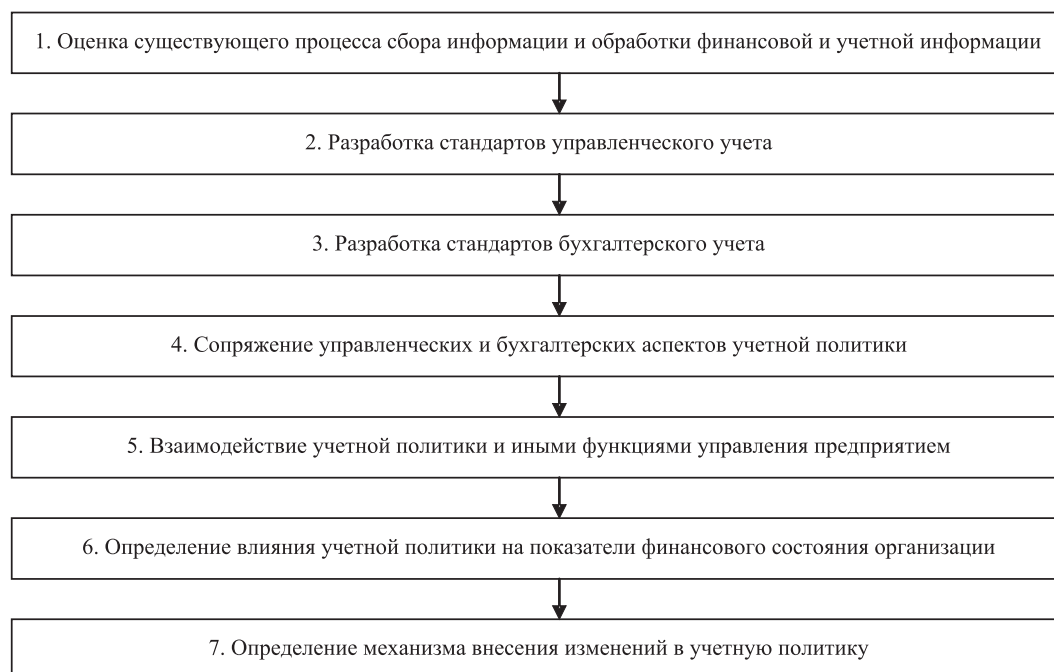 1. Оценка существующего процесса сбора информации и обработки финансовой и учетной информации
2. Разработка стандартов управленческого учета
3. Разработка стандартов бухгалтерского учета
4. Сопряжение управленческих и бухгалтерских аспектов учетной политики
5. Взаимодействие учетной политики и иными функциями управления предприятием
6. Определение влияния учетной политики на показатели финансового состояния организации
7. Определение механизма внесения изменений в учетную политику